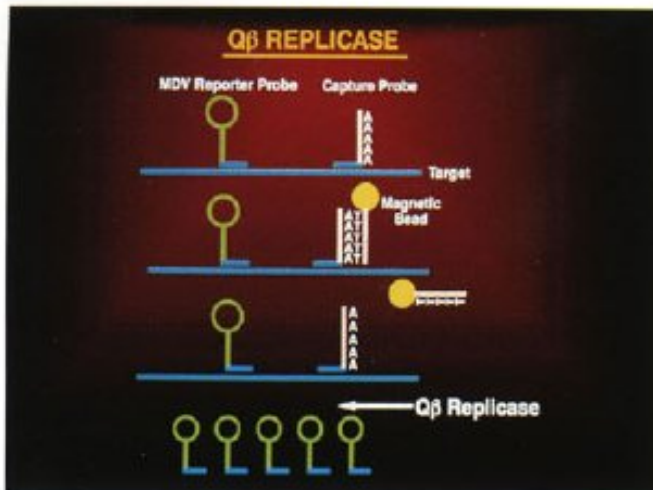 Qβ REPLICASE
MDV Reporter Probe Capture Probe
A
A
A
A
A
Target
Magnetic
Bead
AT
AT
AT
AT
AT
A
A
A
A
A
Qβ Replicase